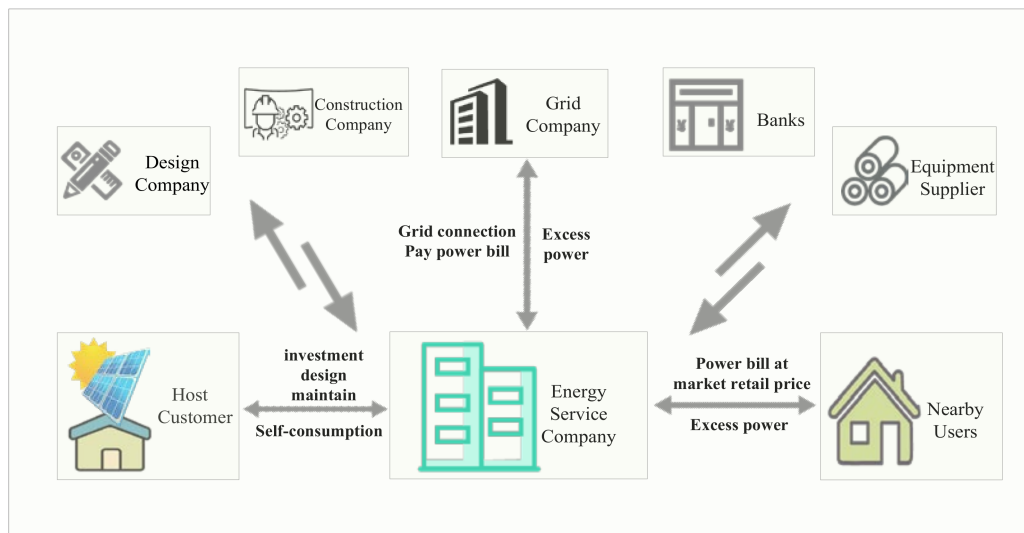 Construction
Company
Grid
Company
Banks
Design
Company
Equipment
Supplier
Grid connection
Pay power bill
Excess
power
Host
Customer
investment
design
maintain
Self-consumption
Energy
Service
Company
Power bill at
market retail price
Excess power
Nearby
Users
¥
¥